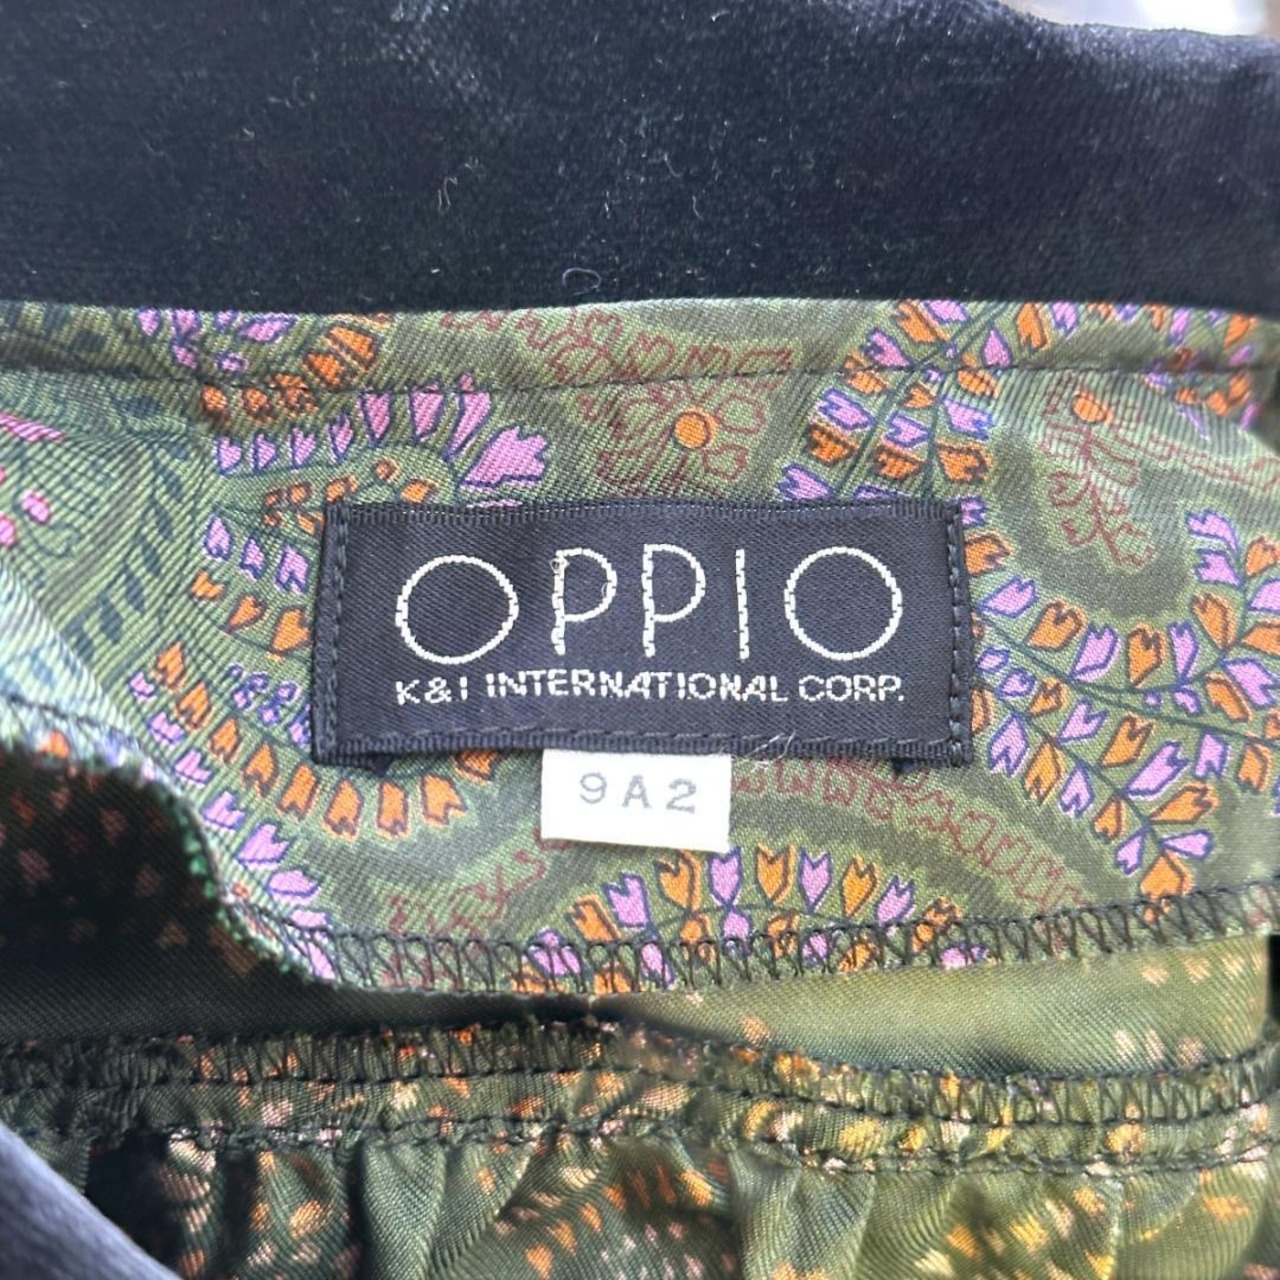 OPPIO
K&I INTERNATIONAL CORP.
9A2